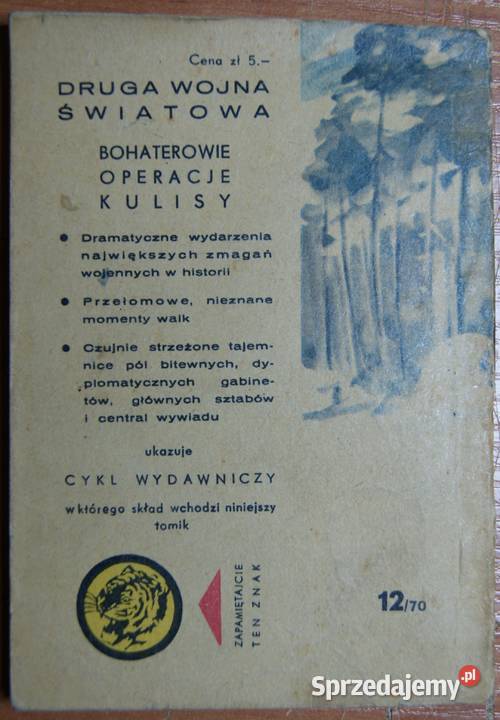 Cena zł 5.–
DRUGA WOJNA
ŚWIATOWA
BOHATEROWIE
OPERACJE
KULISY
● Dramatyczne wydarzenia
największych zmagań
wojennych w historii
● Przełomowe, nieznane
momenty walk
● Czujnie strzeżone tajem-
nice pól bitewnych, dy-
plomatycznych gabine-
tów, głównych sztabów
i central wywiadu
ukazuje
CYKL WYDAWNICZY
w którego skład wchodzi niniejszy
tomik
ZAPAMIĘTAJCIE
TEN ZNAK
12/70
Sprzedajemy.pl